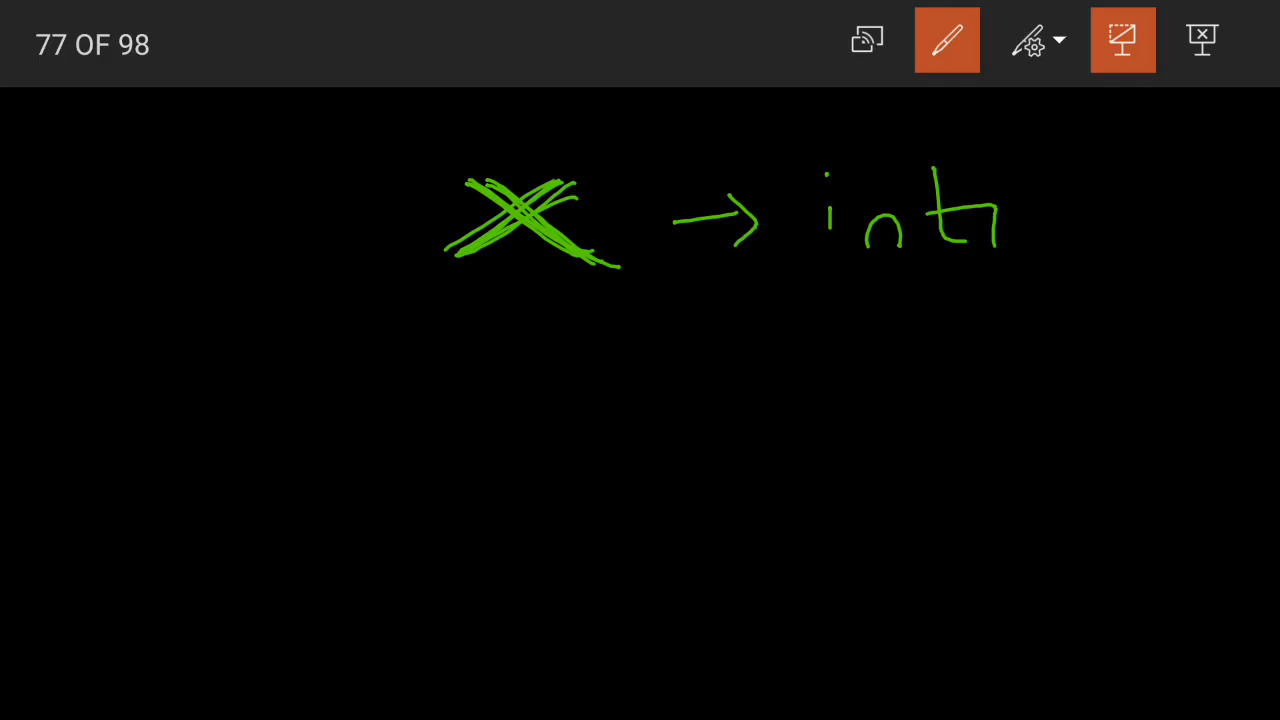 77 OF 98
x → int